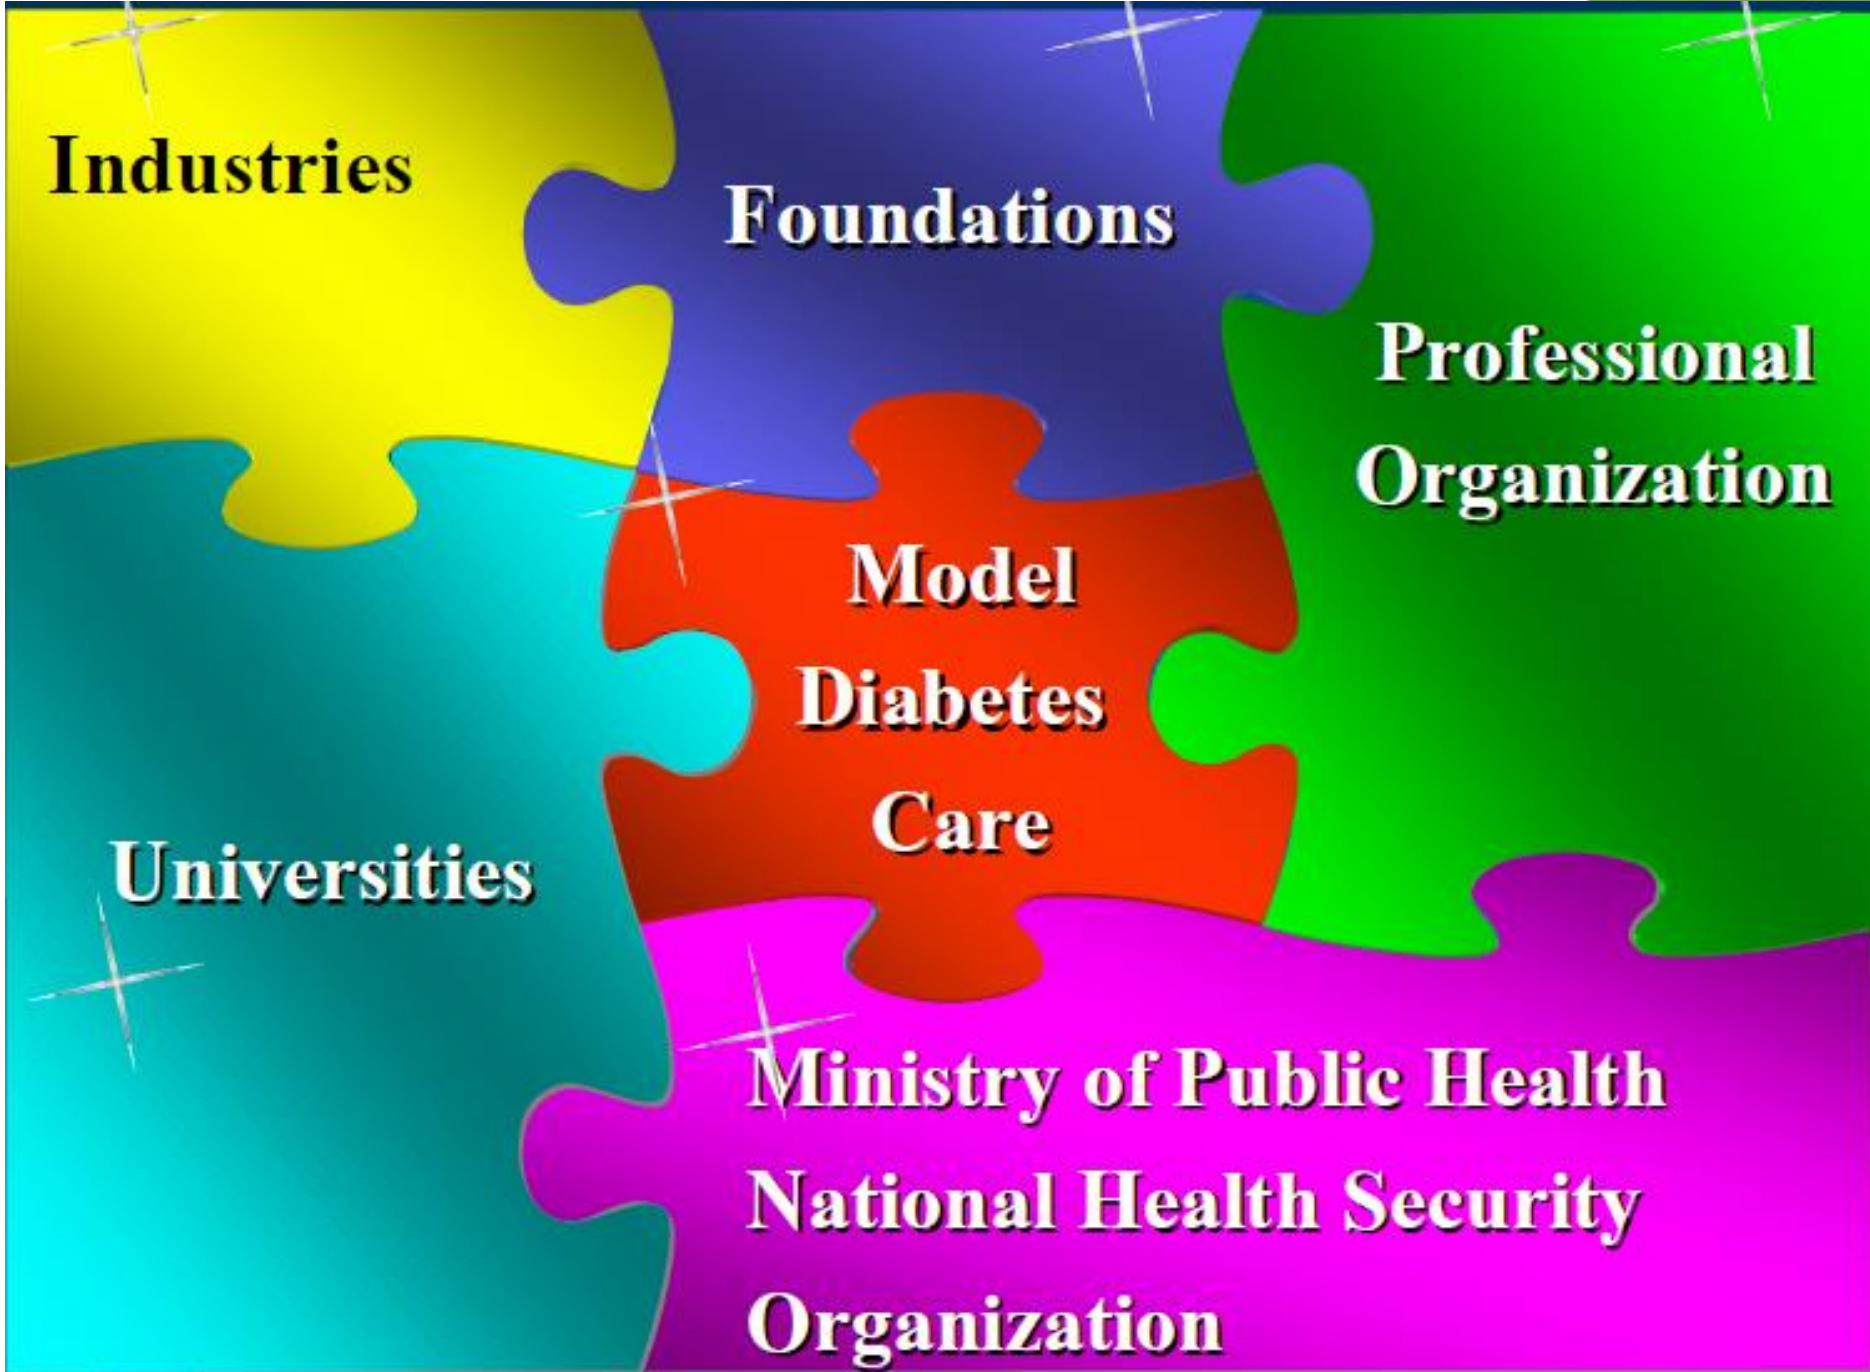 Industries
Foundations
Professional
Organization
Model
Diabetes
Care
Universities
Ministry of Public Health
National Health Security
Organization